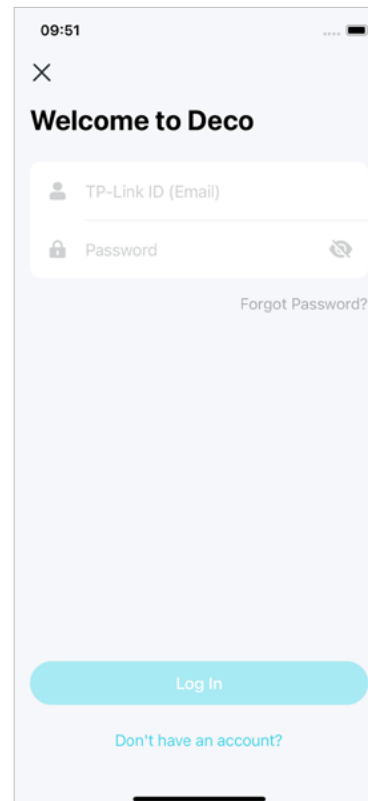 09:51
Welcome to Deco
TP-Link ID (Email)
Password
Forgot Password?
Log In
Don't have an account?